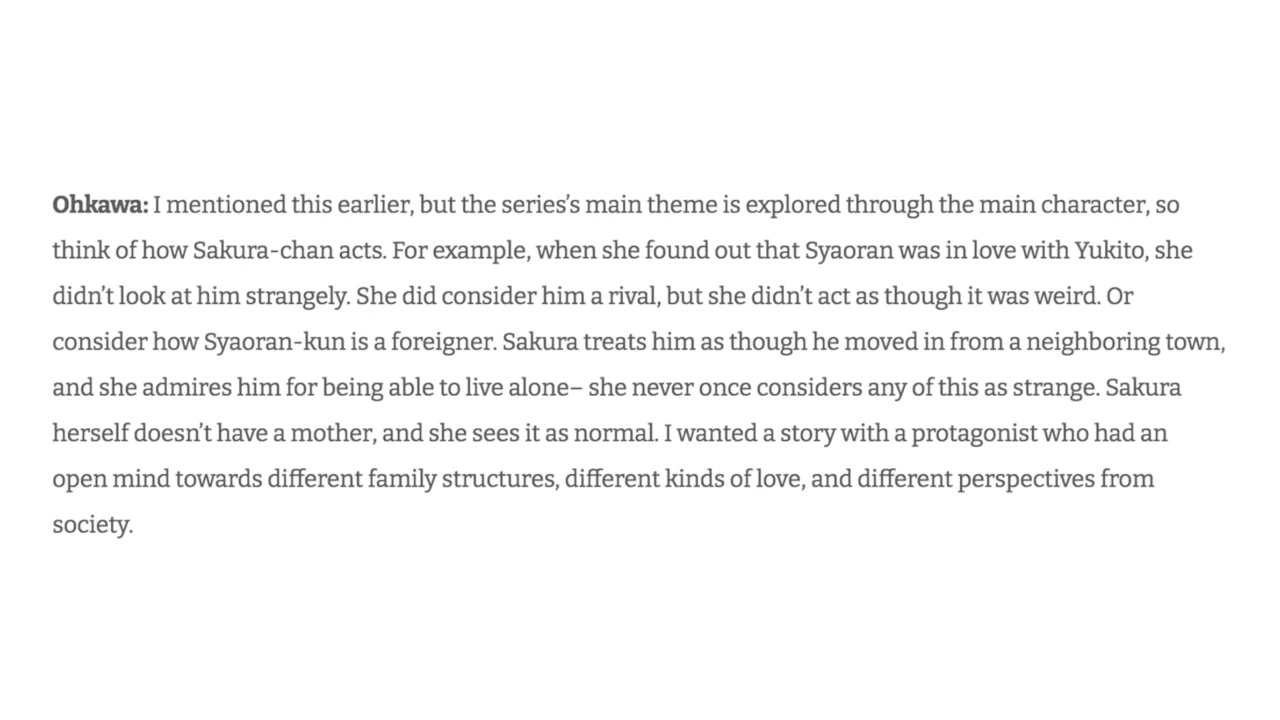 Ohkawa: I mentioned this earlier, but the series’s main theme is explored through the main character, so
think of how Sakura-chan acts. For example, when she found out that Syaoran was in love with Yukito, she
didn’t look at him strangely. She did consider him a rival, but she didn’t act as though it was weird. Or
consider how Syaoran-kun is a foreigner. Sakura treats him as though he moved in from a neighboring town,
and she admires him for being able to live alone– she never once considers any of this as strange. Sakura
herself doesn’t have a mother, and she sees it as normal. I wanted a story with a protagonist who had an
open mind towards different family structures, different kinds of love, and different perspectives from
society.